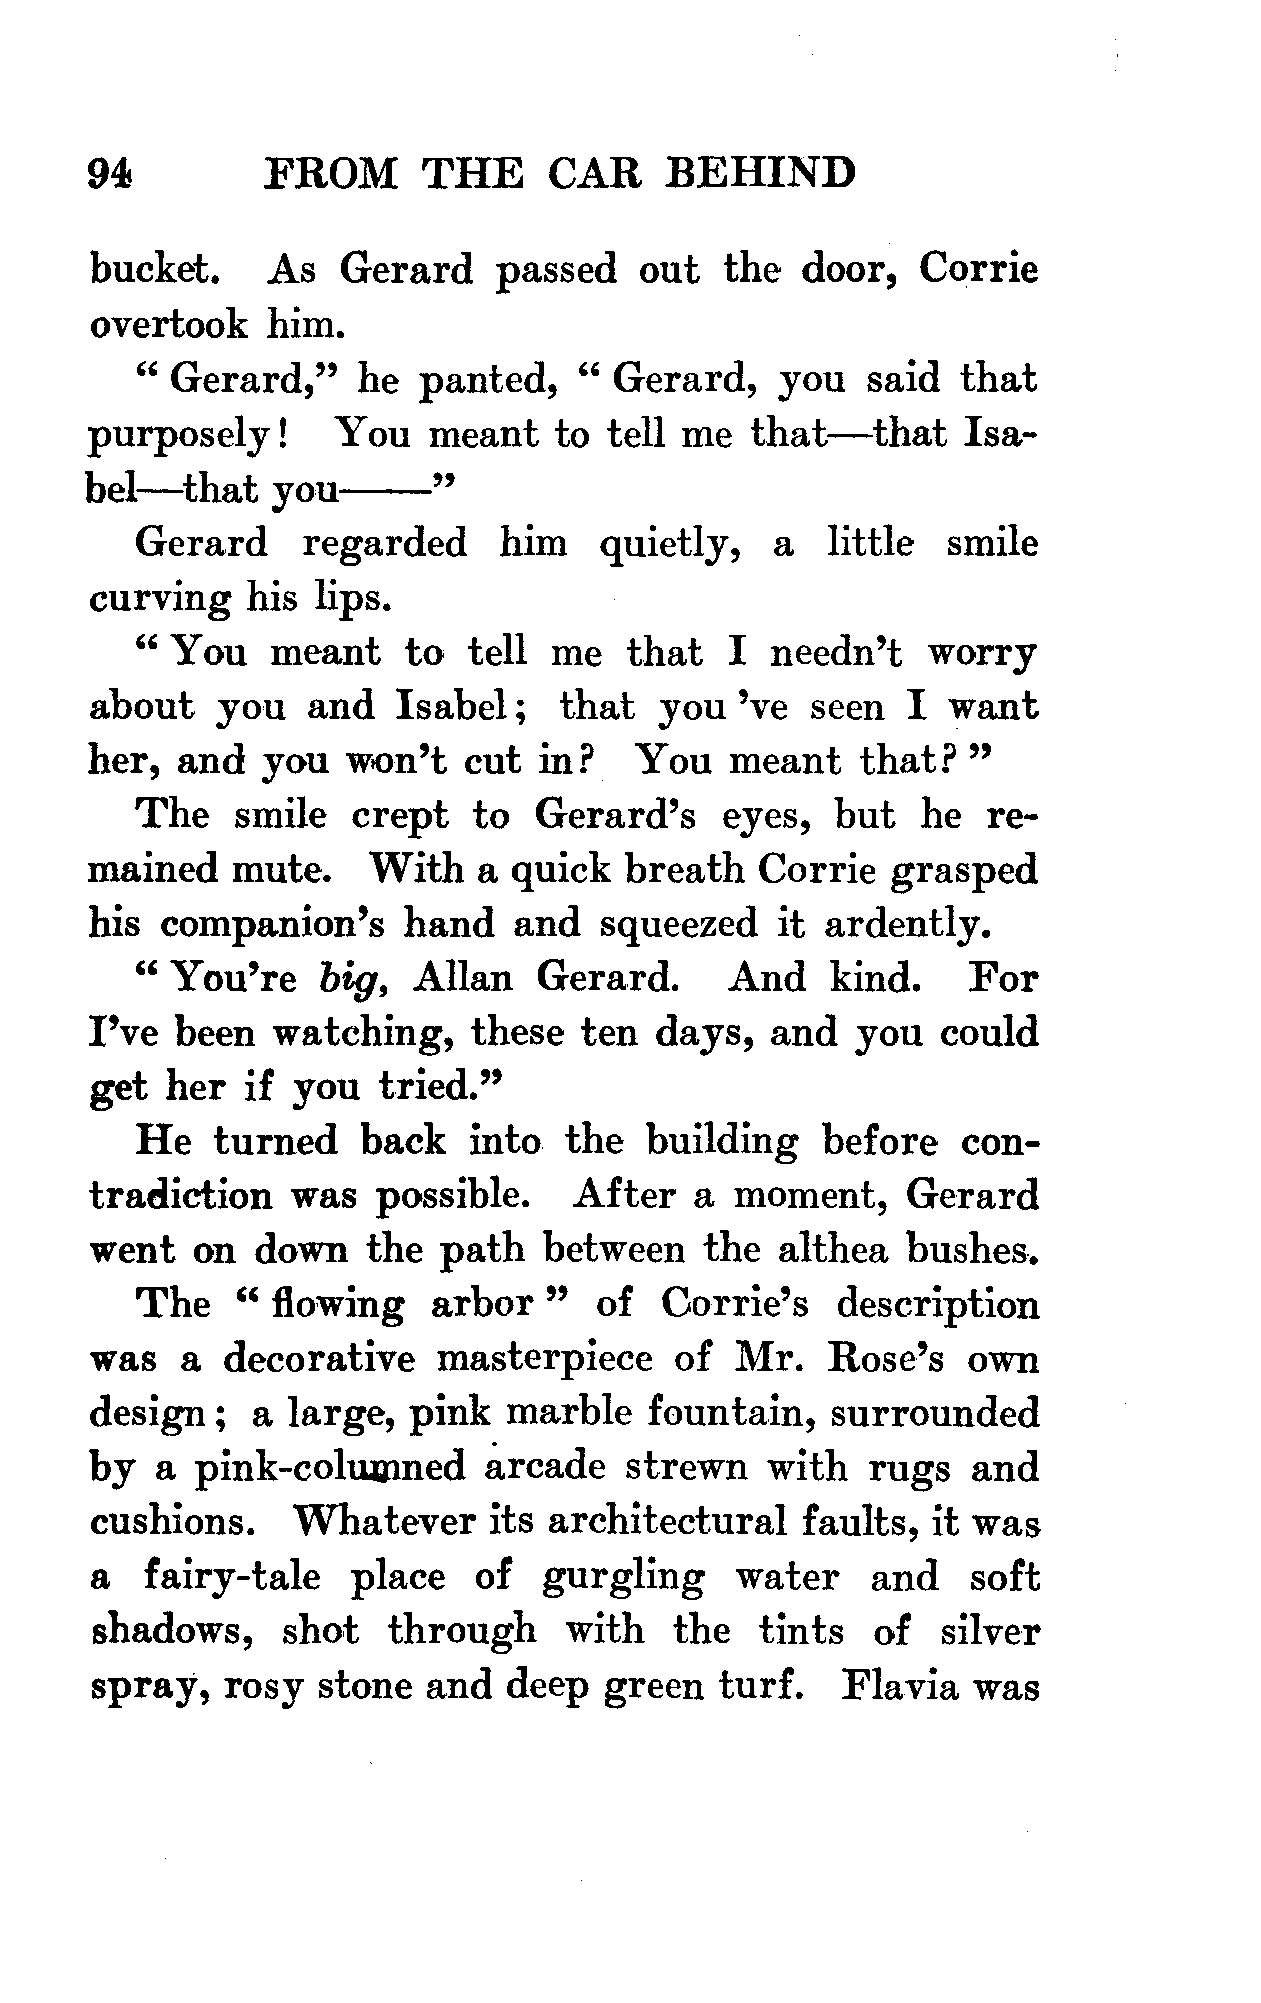 94 FROM THE CAR BEHIND
bucket. As Gerard passed out the door, Corrie
overtook him.
“ Gerard,” he panted, “ Gerard, you said that
purposely! You meant to tell me that—that Isa-
bel—that you——”
Gerard regarded him quietly, a little smile
curving his lips.
“ You meant to tell me that I needn't worry
about you and Isabel; that you 've seen I want
her, and you won't cut in? You meant that? ”
The smile crept to Gerard's eyes, but he re-
mained mute. With a quick breath Corrie grasped
his companion's hand and squeezed it ardently.
“ You're big, Allan Gerard. And kind. For
I've been watching, these ten days, and you could
get her if you tried.”
He turned back into the building before con-
tradiction was possible. After a moment, Gerard
went on down the path between the althea bushes.
The “ flowing arbor ” of Corrie's description
was a decorative masterpiece of Mr. Rose's own
design; a large, pink marble fountain, surrounded
by a pink-columned arcade strewn with rugs and
cushions. Whatever its architectural faults, it was
a fairy-tale place of gurgling water and soft
shadows, shot through with the tints of silver
spray, rosy stone and deep green turf. Flavia was